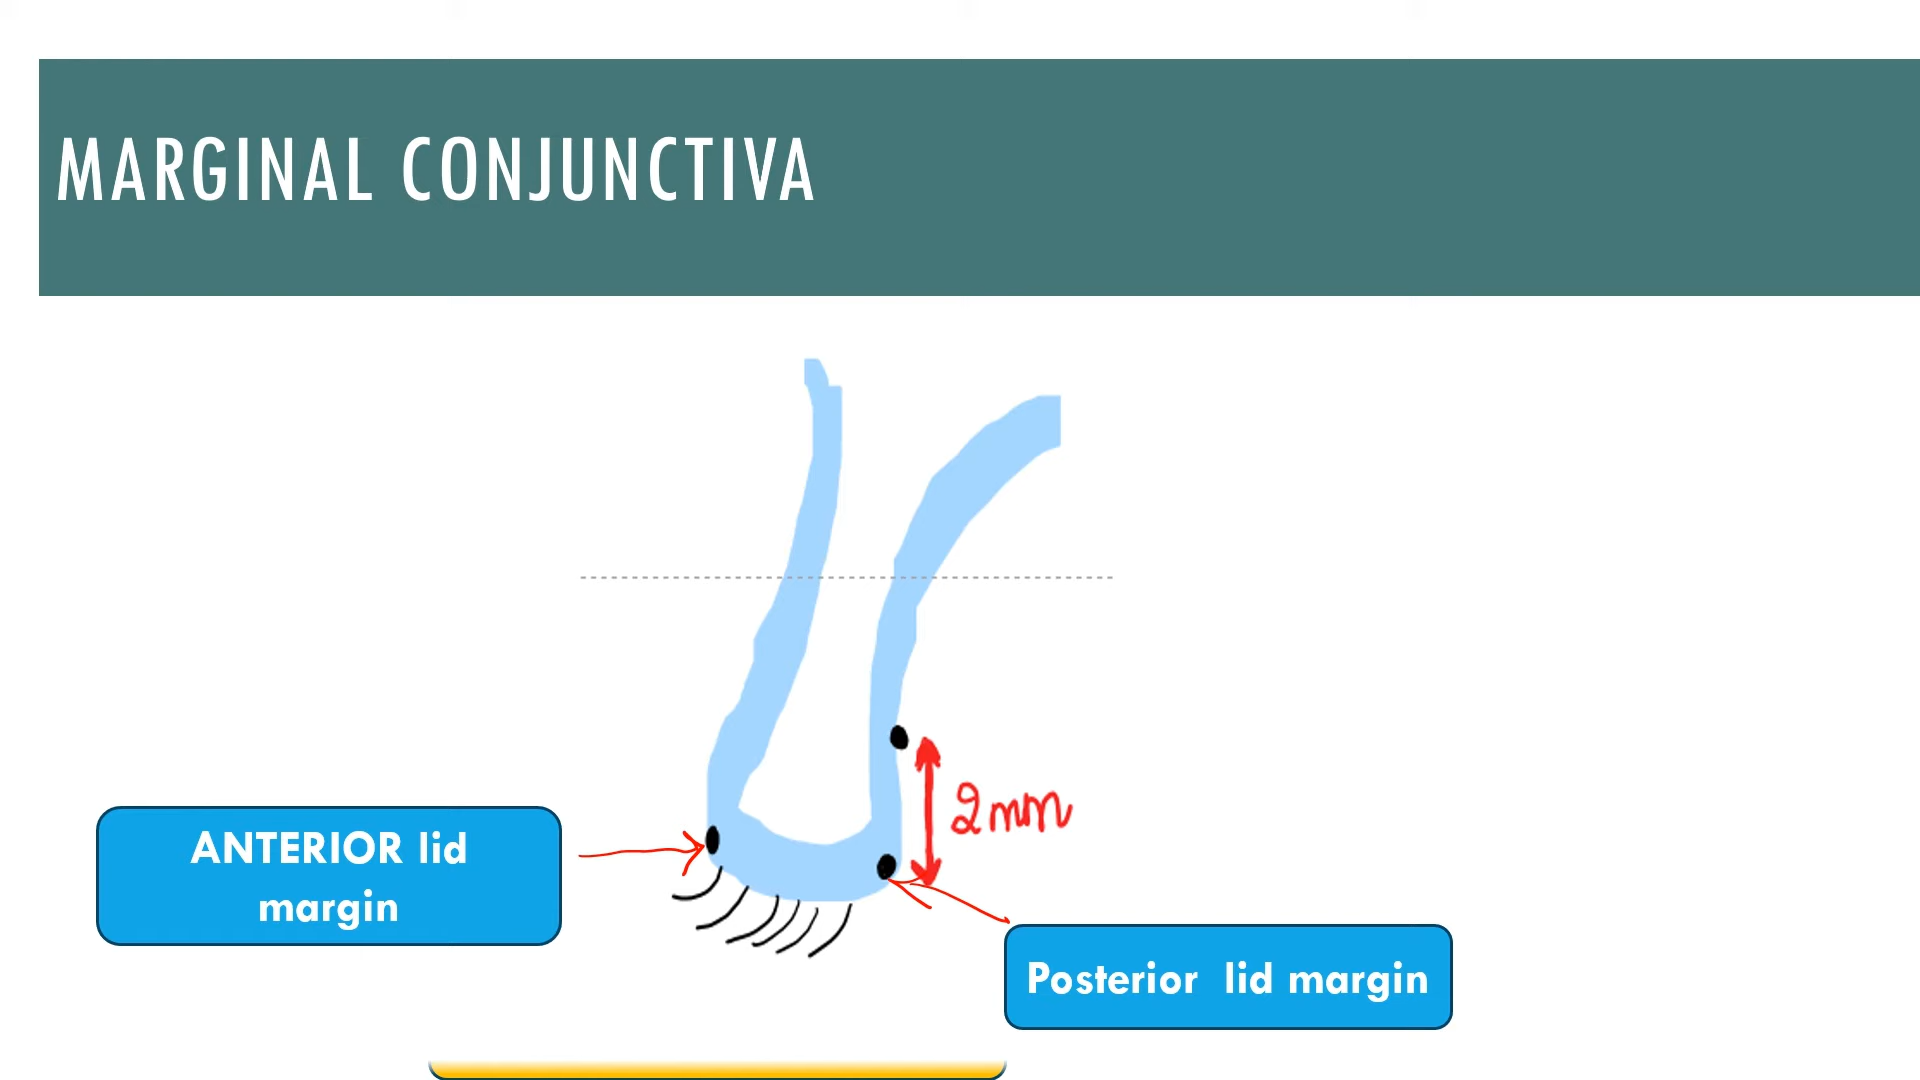 MARGINAL CONJUNCTIVA
2mm
ANTERIOR lid
margin
Posterior lid margin